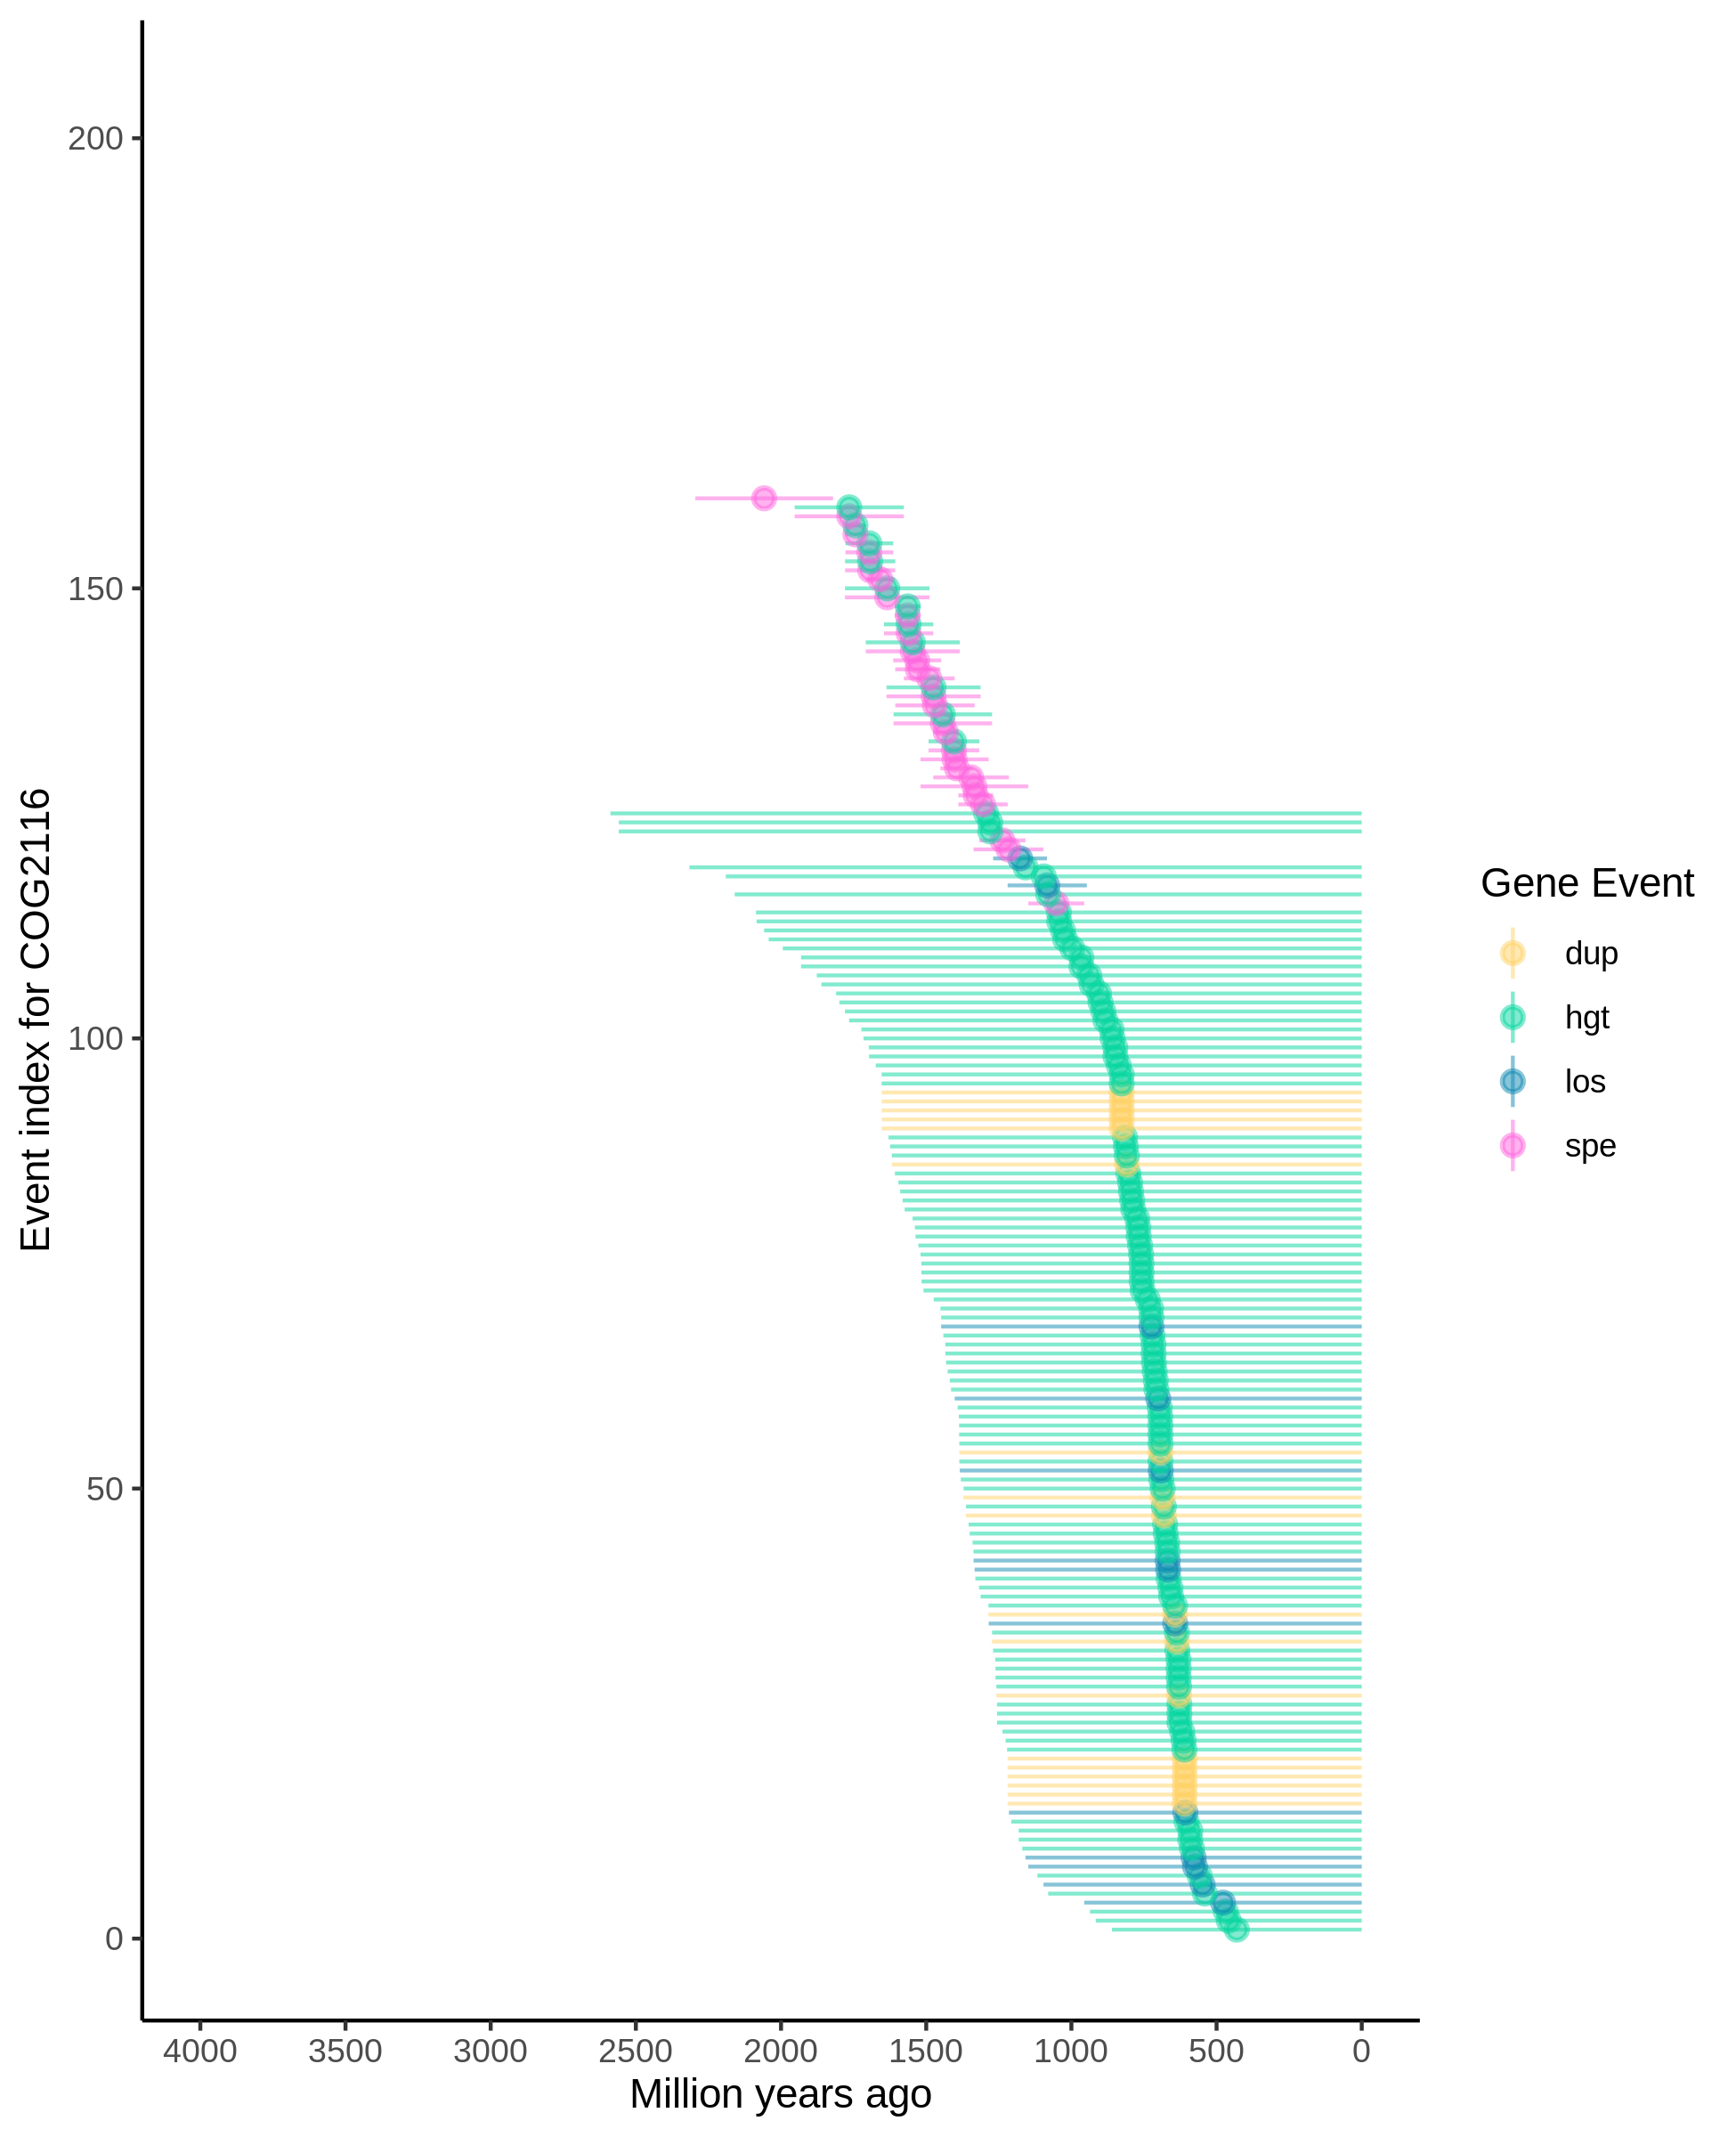 Event index for COG2116
200
150
100
50
0
4000 3500 3000 2500 2000 1500 1000 500 0
Million years ago
Gene Event
dup
hgt
los
spe